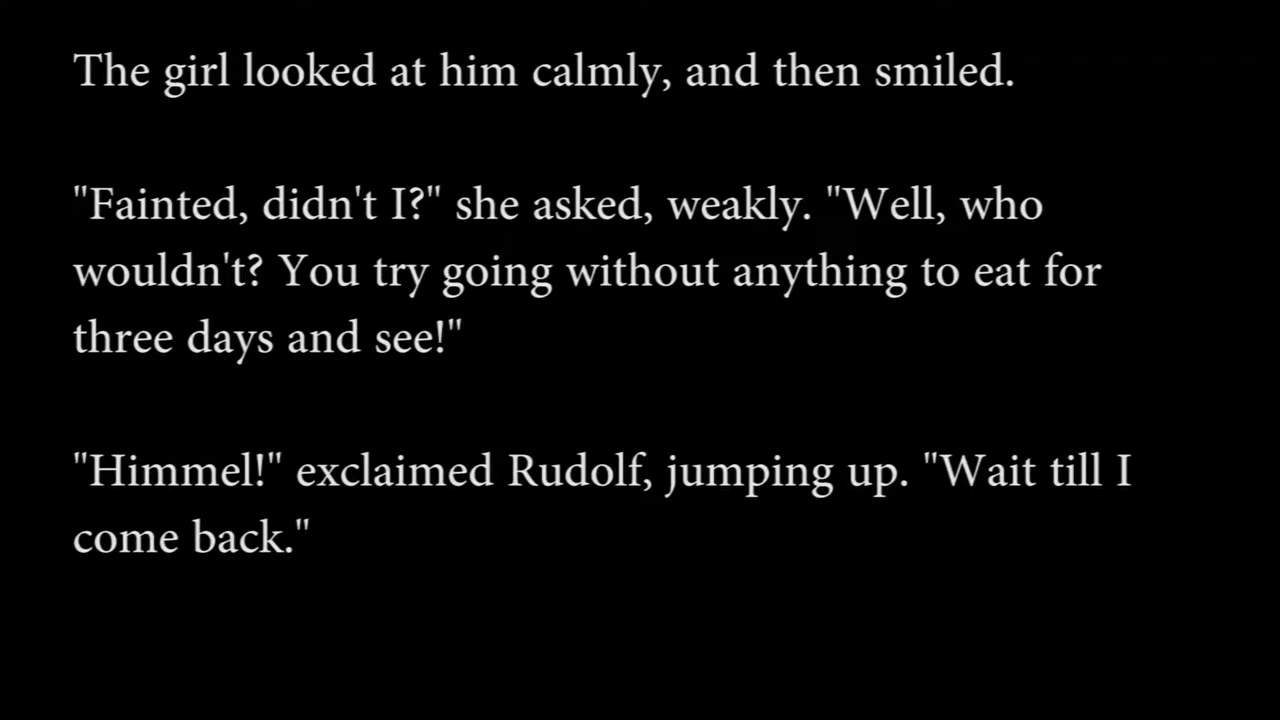 The girl looked at him calmly, and then smiled.
"Fainted, didn't I?" she asked, weakly. "Well, who
wouldn't? You try going without anything to eat for
three days and see!"
"Himmel!" exclaimed Rudolf, jumping up. "Wait till I
come back."